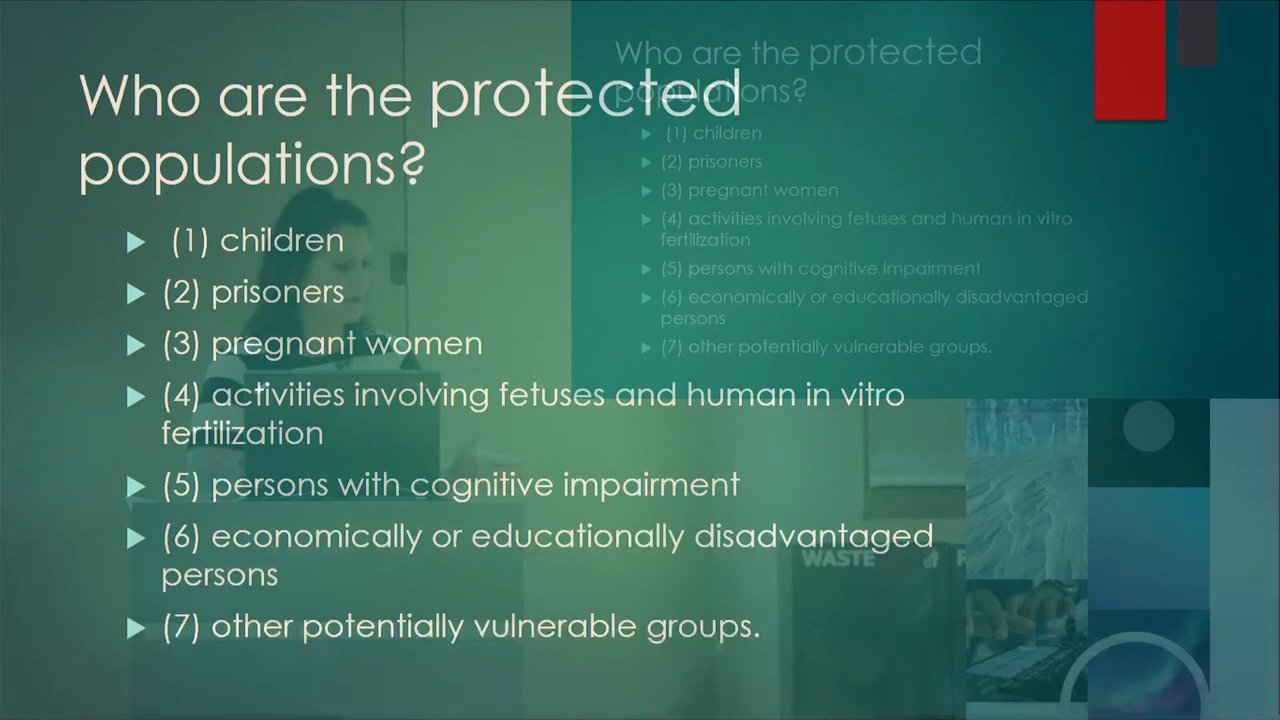 Who are the protected
populations?
(1) children
(2) prisoners
(3) pregnant women
(4) activities involving fetuses and human in vitro
fertilization
(5) persons with cognitive impairment
(6) economically or educationally disadvantaged
persons
(7) other potentially vulnerable groups.
Who are the protected
populations?
(1) children
(2) prisoners
(3) pregnant women
(4) activities involving fetuses and human in vitro
fertilization
(5) persons with cognitive impairment
(6) economically or educationally disadvantaged
persons
(7) other potentially vulnerable groups.
WASTE